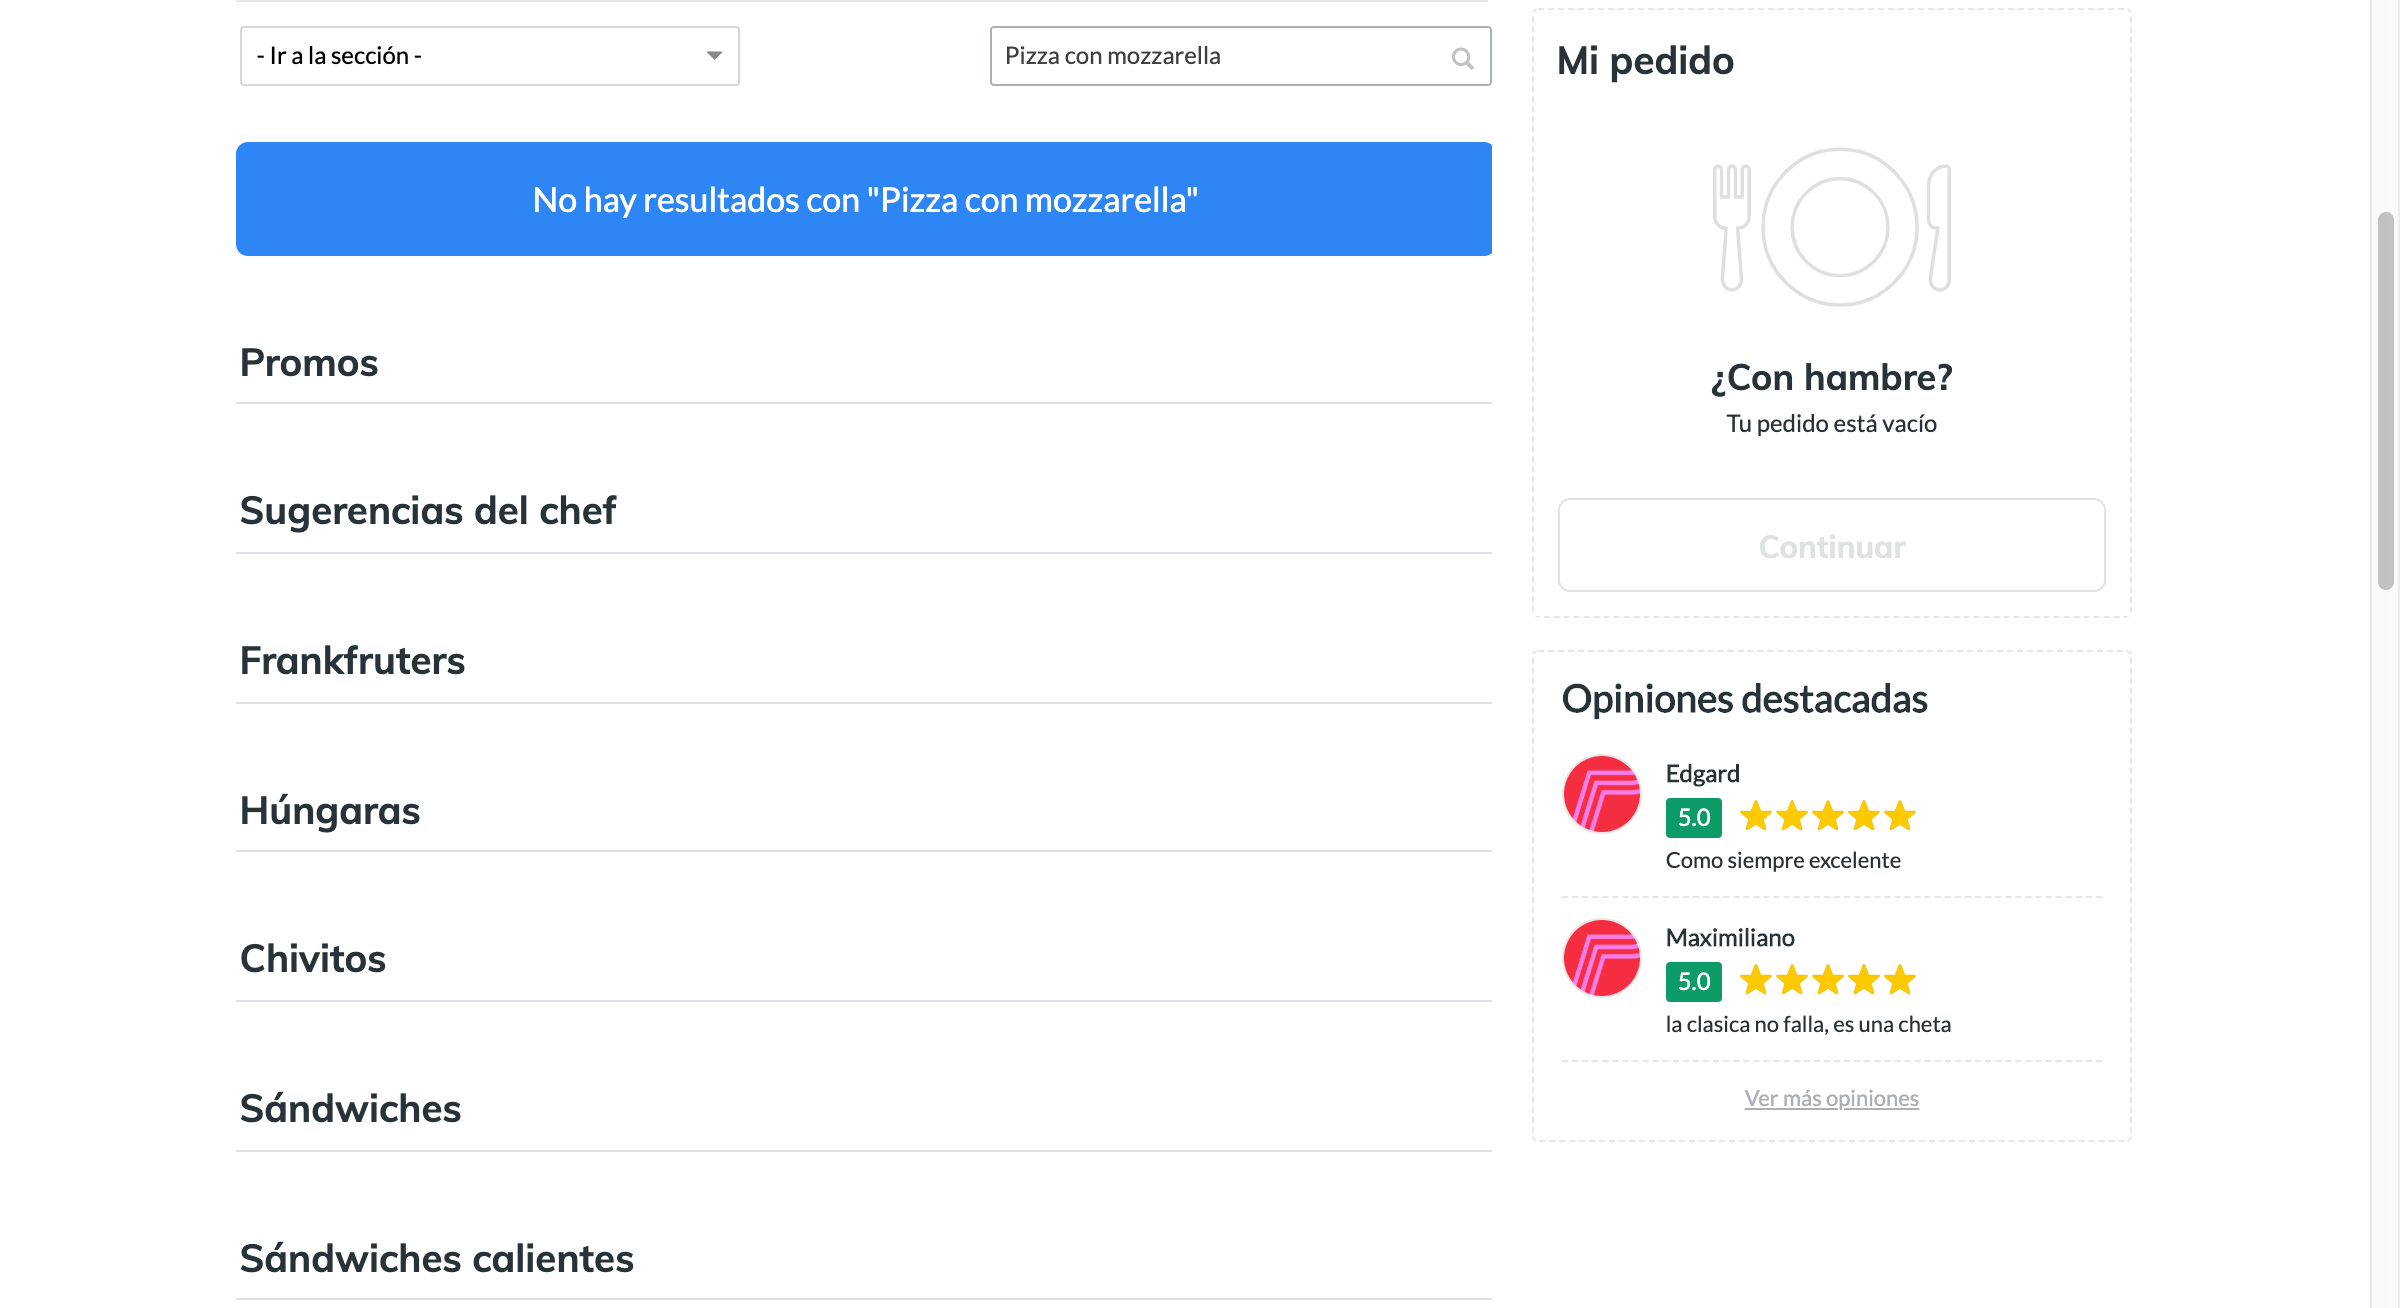 - Ir a la sección -
Pizza con mozzarella
No hay resultados con "Pizza con mozzarella"
Promos
Sugerencias del chef
Frankfruters
Húngaras
Chivitos
Sándwiches
Sándwiches calientes
Mi pedido
¿Con hambre?
Tu pedido está vacío
Continuar
Opiniones destacadas
Edgard
5.0
Como siempre excelente
Maximiliano
5.0
la clasica no falla, es una cheta
Ver más opiniones